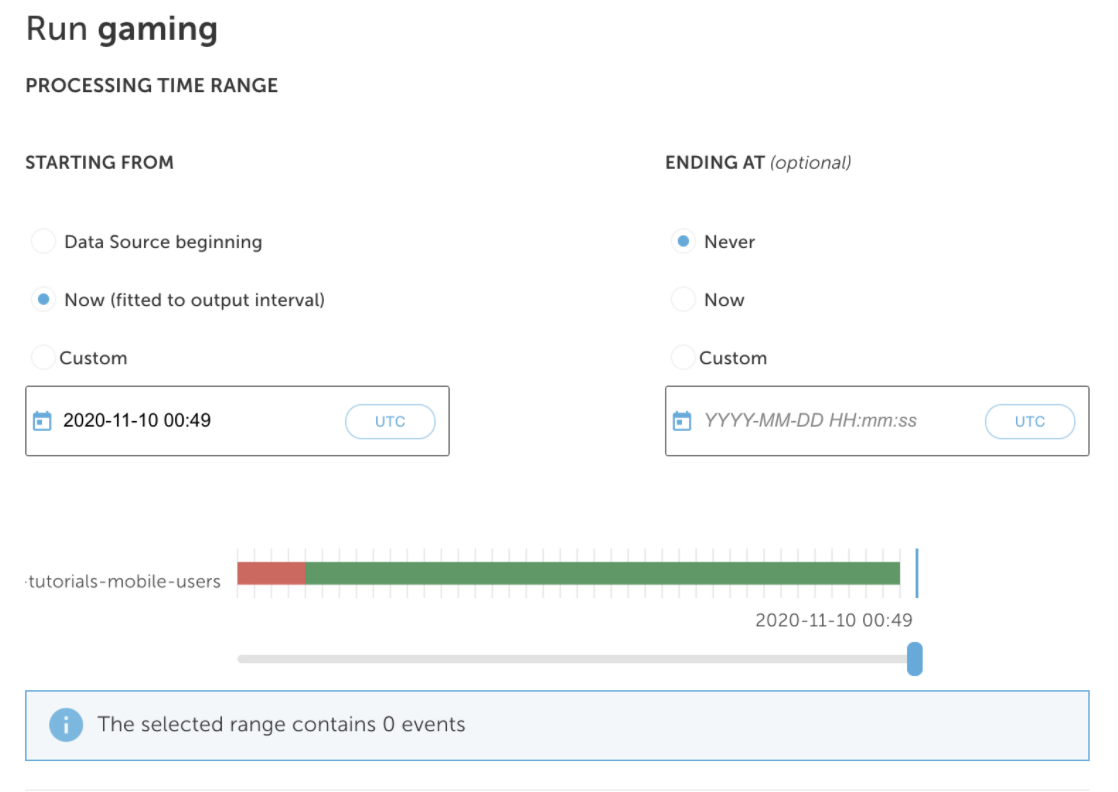 Run gaming
PROCESSING TIME RANGE
STARTING FROM
Data Source beginning
Now (fitted to output interval)
Custom
2020-11-10 00:49 UTC
ENDING AT (optional)
Never
Now
Custom
YYYY-MM-DD HH:mm:ss UTC
-tutorials-mobile-users
2020-11-10 00:49
The selected range contains 0 events